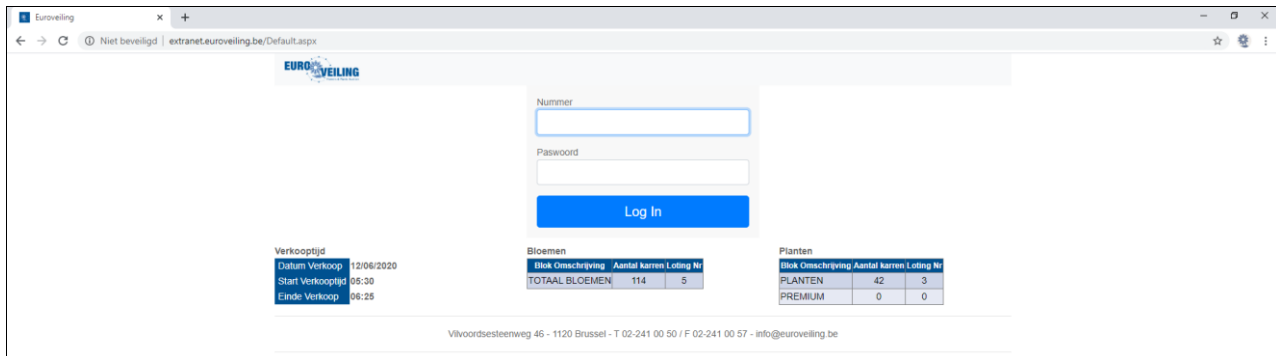 Euroveiling
Niet beveiligd | extranet.euroveiling.be/Default.aspx
EURO VEILING
Nummer
Paswoord
Log In
Verkooptijd
Datum Verkoop 12/06/2020
Start Verkooptijd 05:30
Einde Verkoop 06:25
Bloemen
Blok Omschrijving Aantal karren Loting Nr
TOTAAL BLOEMEN 114 5
Planten
Blok Omschrijving Aantal karren Loting Nr
PLANTEN 42 3
PREMIUM 0 0
Vilvoordsesteenweg 46 - 1120 Brussel - T 02-241 00 50 / F 02-241 00 57 - info@euroveiling.be